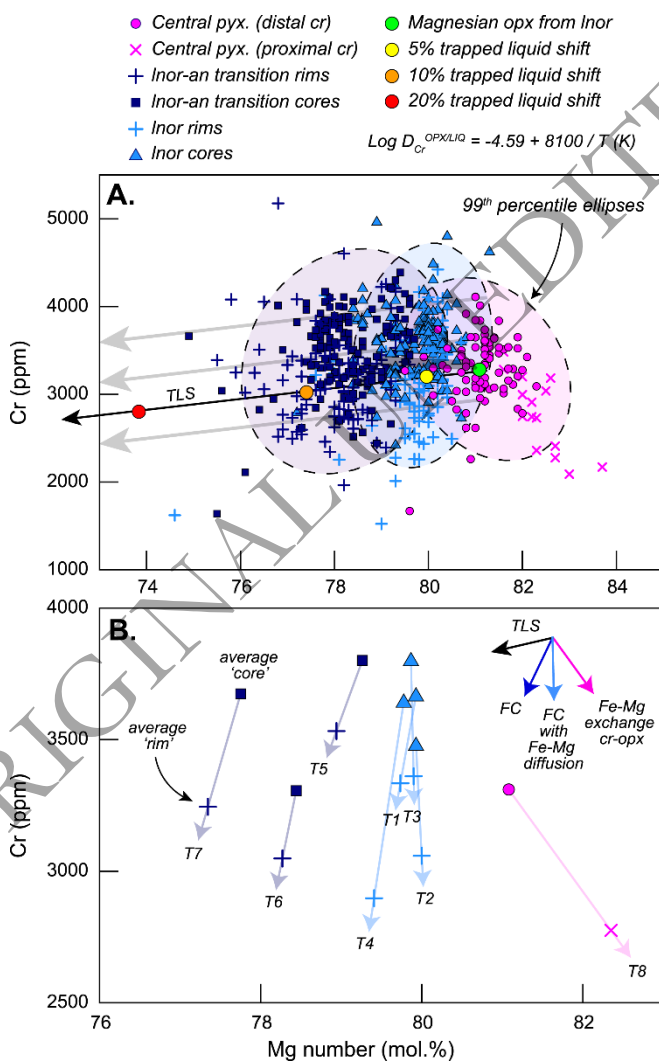 Central pyx. (distal cr)
Central pyx. (proximal cr)
Inor-an transition rims
Inor-an transition cores
Inor rims
Inor cores
Magnesian opx from Inor
5% trapped liquid shift
10% trapped liquid shift
20% trapped liquid shift
Log D_Cr^OPX/LIQ = -4.59 + 8100 / T (K)
A.
99th percentile ellipses
5000
4000
3000
2000
1000
Cr (ppm)
TLS
74
76
78
80
82
84
B.
4000
3500
3000
2500
Cr (ppm)
average
'core'
average
'rim'
TLS
FC
FC
with
Fe-Mg
diffusion
Fe-Mg
exchange
cr-opx
T5
T7
T6
T1
T3
T2
T4
T8
76
78
80
82
Mg number (mol.%)
RIGINAL UNEDITE